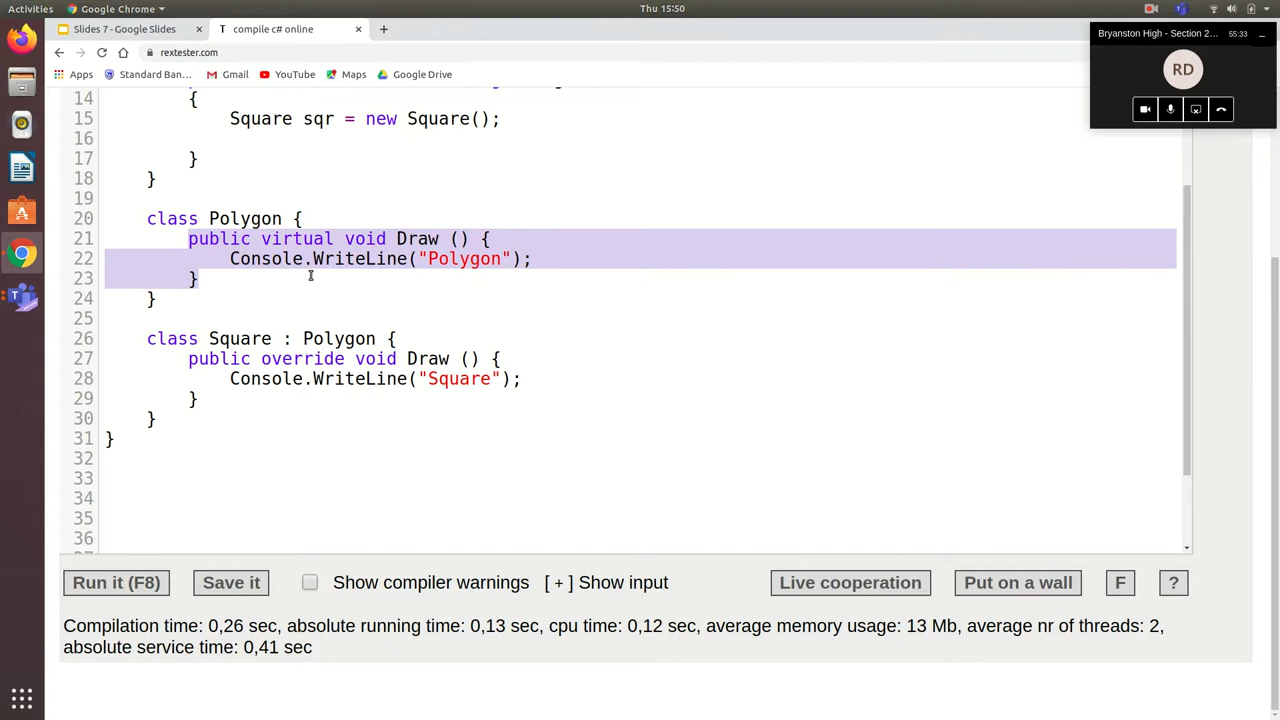 Activities
Google Chrome
Thu 15:50
Slides 7 - Google Slides
T compile c# online
rextester.com
Apps
Standard Ban...
Gmail
YouTube
Maps
Google Drive
Bryanston High - Section 2...
55:33
RD
14 {
15 Square sqr = new Square();
16
17 }
18 }
19
20 class Polygon {
21 public virtual void Draw () {
22 Console.WriteLine("Polygon");
23 }
24 }
25
26 class Square : Polygon {
27 public override void Draw () {
28 Console.WriteLine("Square");
29 }
30 }
31 }
32
33
34
35
36
37
Run it (F8)
Save it
Show compiler warnings
[ + ] Show input
Live cooperation
Put on a wall
F
?
Compilation time: 0,26 sec, absolute running time: 0,13 sec, cpu time: 0,12 sec, average memory usage: 13 Mb, average nr of threads: 2,
absolute service time: 0,41 sec